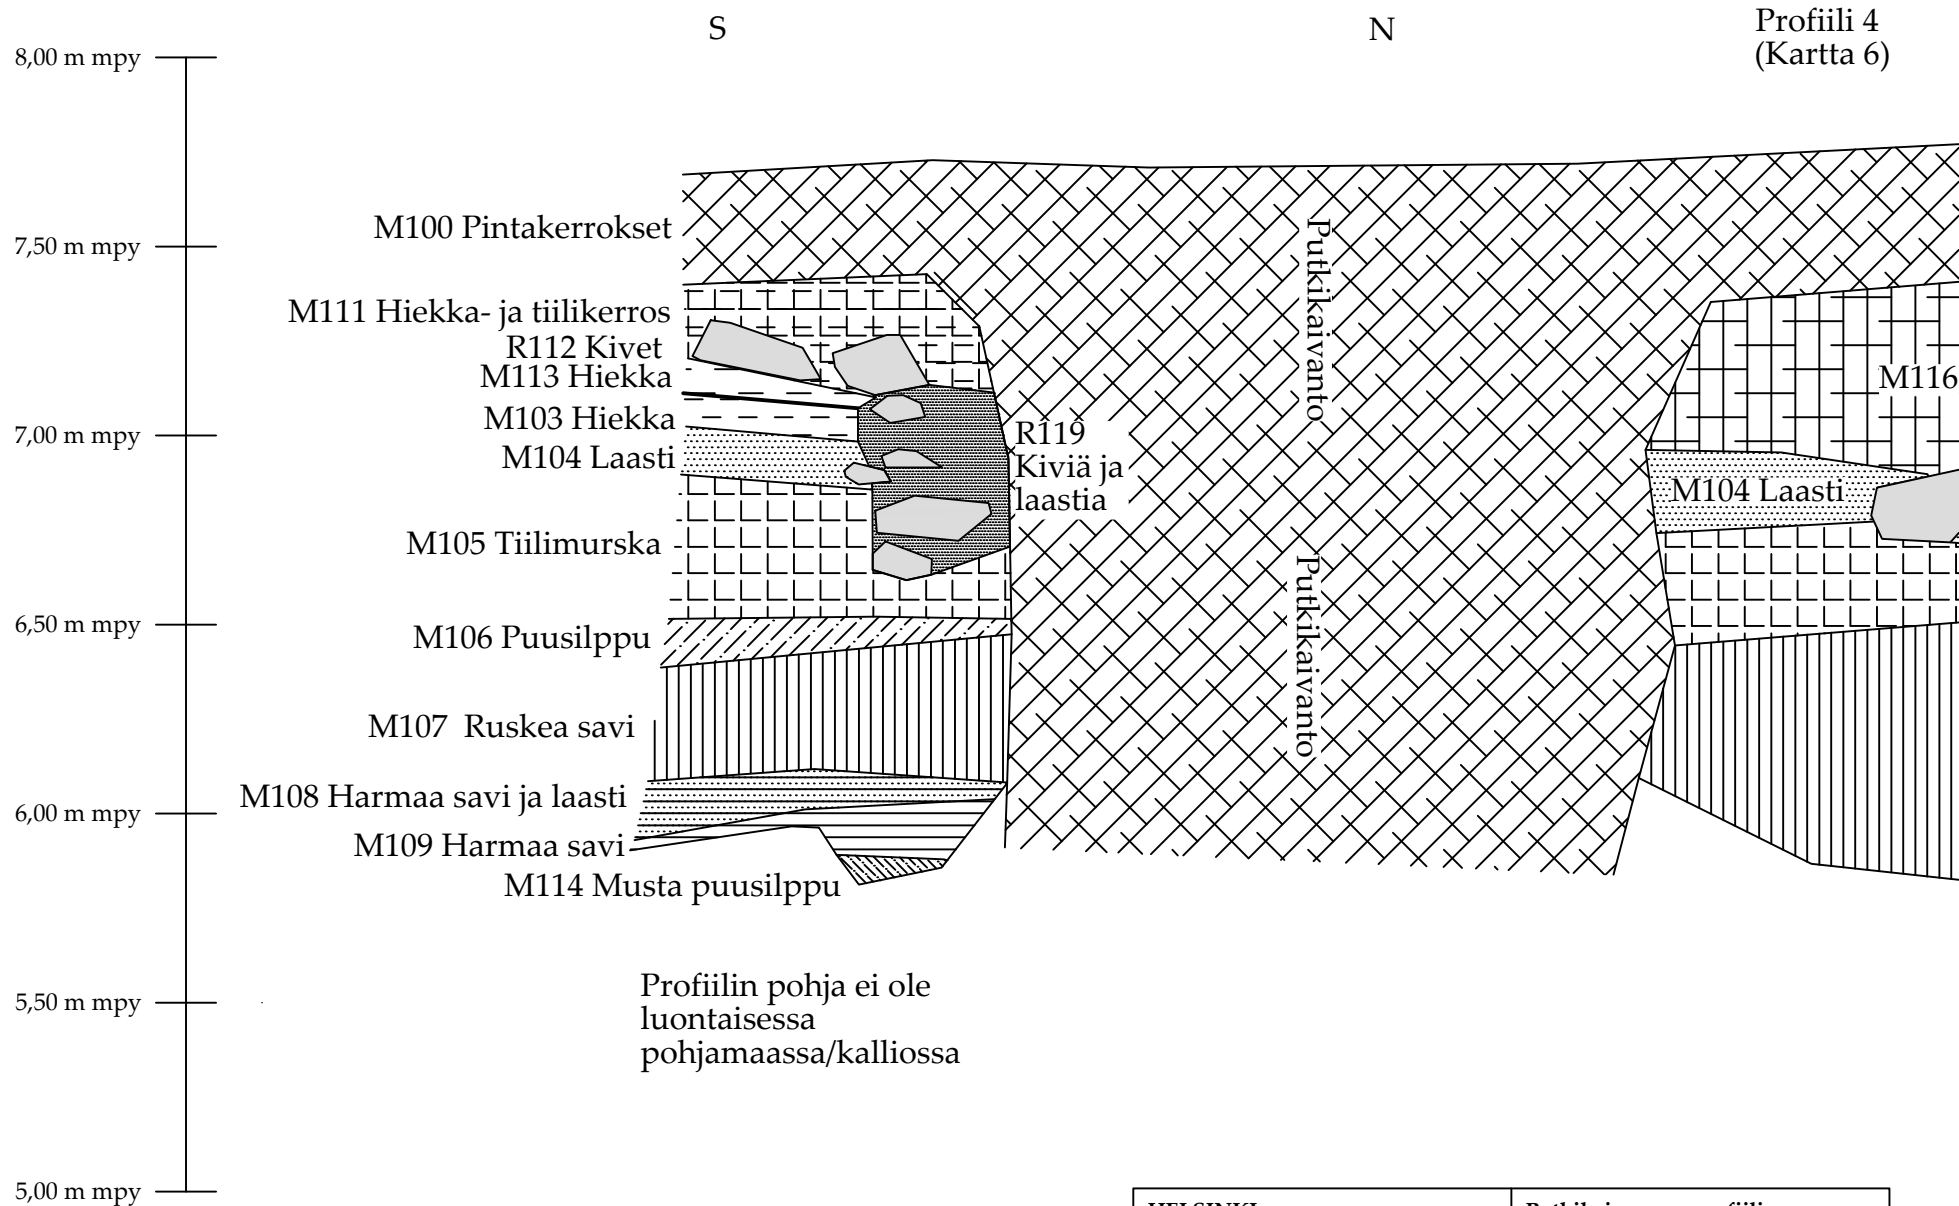 S
N
Profiili 4
(Kartta 6)
8,00 m mpy
7,50 m mpy
7,00 m mpy
6,50 m mpy
6,00 m mpy
5,50 m mpy
5,00 m mpy
M100 Pintakerrokset
M111 Hiekka- ja tiilikerros
R112 Kivet
M113 Hiekka
M103 Hiekka
M104 Laasti
M105 Tiilimurska
M106 Puusilppu
M107 Ruskea savi
M108 Harmaa savi ja laasti
M109 Harmaa savi
M114 Musta puusilppu
R119
Kiviä ja
laastia
Putkikaivanto
Putkikaivanto
M116
M104 Laasti
Profiilin pohja ei ole
luontaisessa
pohjamaassa/kalliossa
HELSINKI